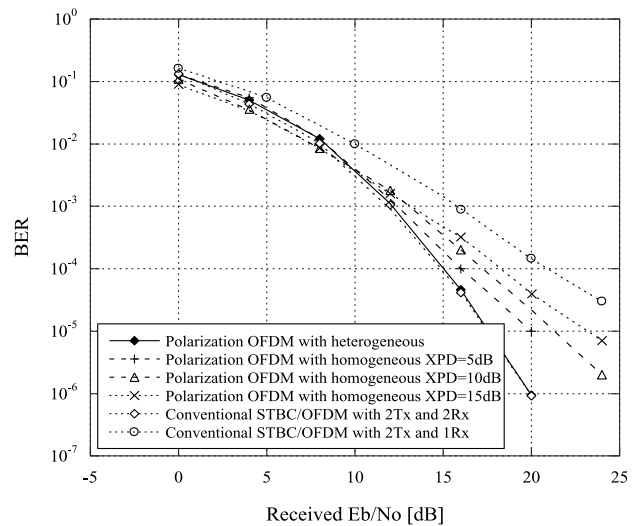 10^0
10^-1
10^-2
10^-3
10^-4
10^-5
10^-6
10^-7
BER
Polarization OFDM with heterogeneous
Polarization OFDM with homogeneous XPD=5dB
Polarization OFDM with homogeneous XPD=10dB
Polarization OFDM with homogeneous XPD=15dB
Conventional STBC/OFDM with 2Tx and 2Rx
Conventional STBC/OFDM with 2Tx and 1Rx
-5 0 5 10 15 20 25
Received Eb/No [dB]